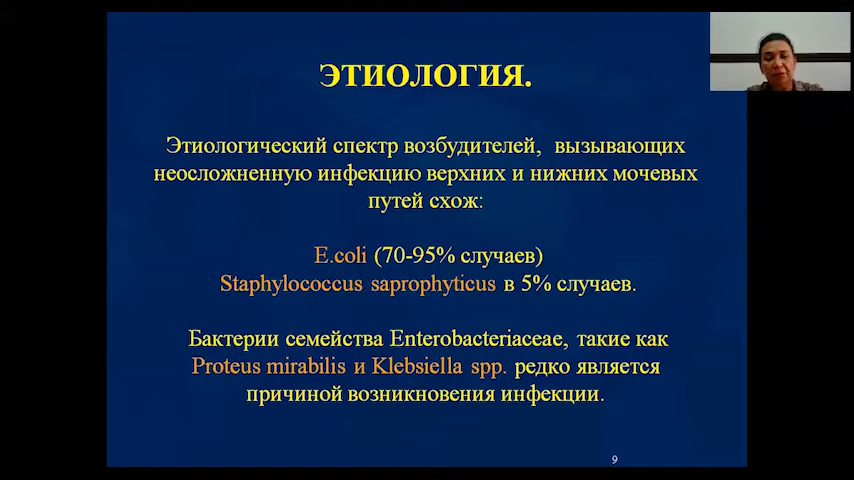 ЭТИОЛОГИЯ.
Этиологический спектр возбудителей, вызывающих
неосложненную инфекцию верхних и нижних мочевых
путей схож:
E.coli (70-95% случаев)
Staphylococcus saprophyticus в 5% случаев.
Бактерии семейства Enterobacteriaceae, такие как
Proteus mirabilis и Klebsiella spp. редко является
причиной возникновения инфекции.
9